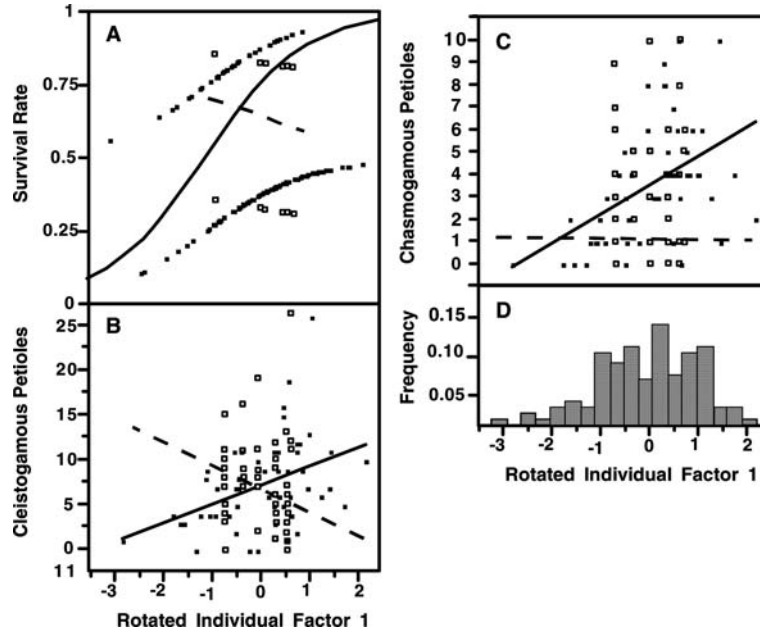 A
Survival Rate
1
0.75
0.5
0.25
0
B
Cleistogamous Petioles
25
20
15
10
5
0
11
-3 -2 -1 0 1 2
Rotated Individual Factor 1
C
Chasmogamous Petioles
10
9
8
7
6
5
4
3
2
1
0
D
Frequency
0.15
0.10
0.05
-3 -2 -1 0 1 2
Rotated Individual Factor 1